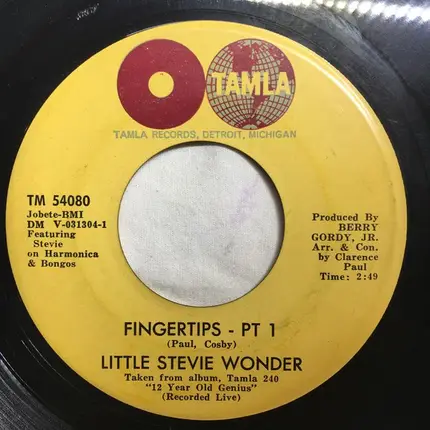 TAMLA
TAMLA RECORDS, DETROIT, MICHIGAN
TM 54080
Jobete-BMI
DM V-031304-1
Featuring
Stevie
on Harmonica
& Bongos
Produced By
BERRY
GORDY, JR.
Arr. & Con.
by Clarence
Paul
Time: 2:49
FINGERTIPS - PT 1
(Paul, Cosby)
LITTLE STEVIE WONDER
Taken from album, Tamla 240
"12 Year Old Genius"
(Recorded Live)